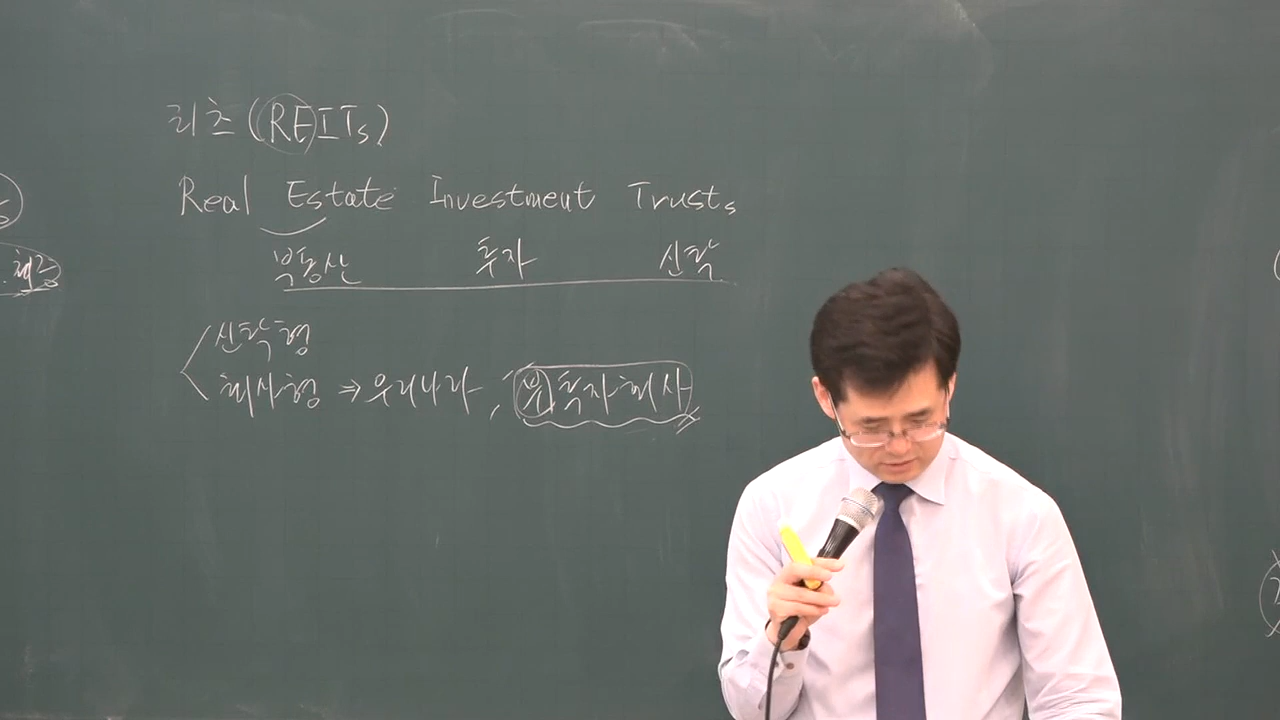 리츠 (REITs)
Real Estate Investment Trusts
부동산 투자 신탁
신탁형
회사형 ⇒ 우리나라, 부 투자회사